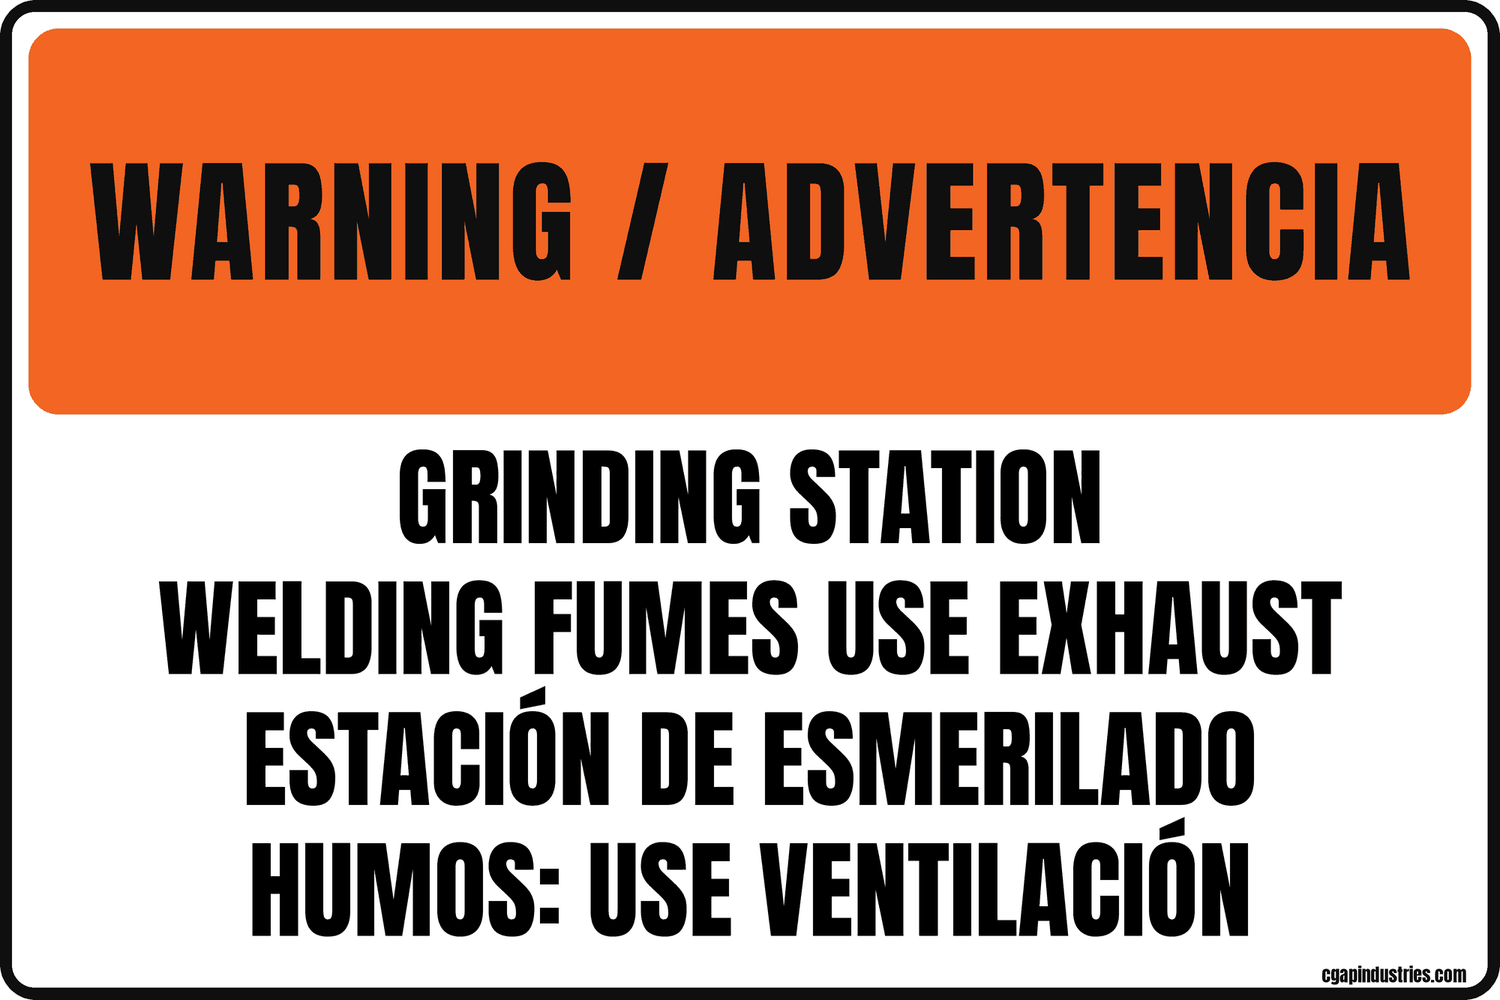 WARNING / ADVERTENCIA
GRINDING STATION
WELDING FUMES USE EXHAUST
ESTACIÓN DE ESMERILADO
HUMOS: USE VENTILACIÓN
cgapindustries.com